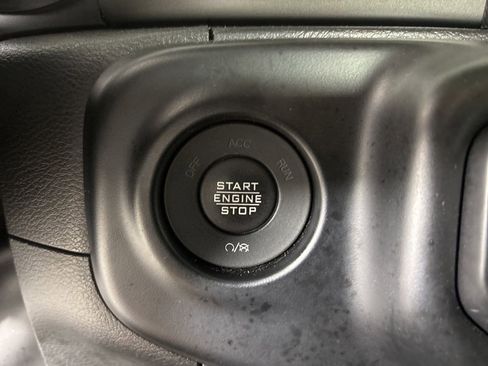 OFF ACC RUN
START
ENGINE
STOP